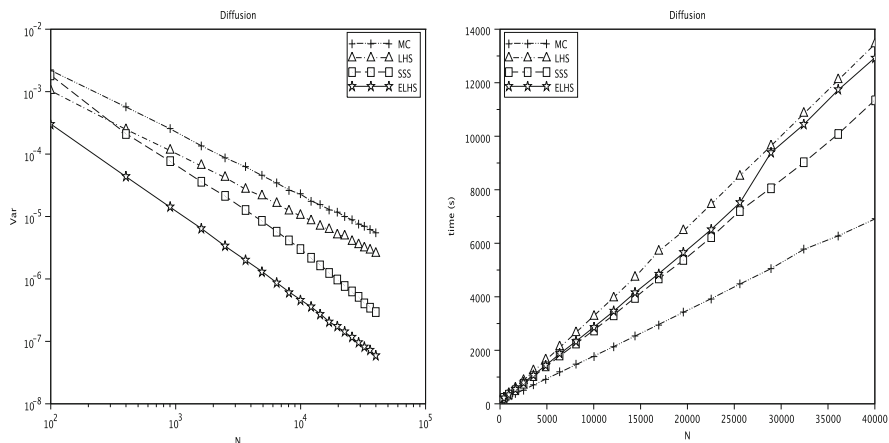 Diffusion
10^-2
10^-3
10^-4
10^-5
10^-6
10^-7
10^-8
10^2
10^3
10^4
10^5
Var
N
MC
LHS
SSS
ELHS
Diffusion
14000
12000
10000
8000
6000
4000
2000
0
0
5000
10000
15000
20000
25000
30000
35000
40000
time (s)
N
MC
LHS
SSS
ELHS